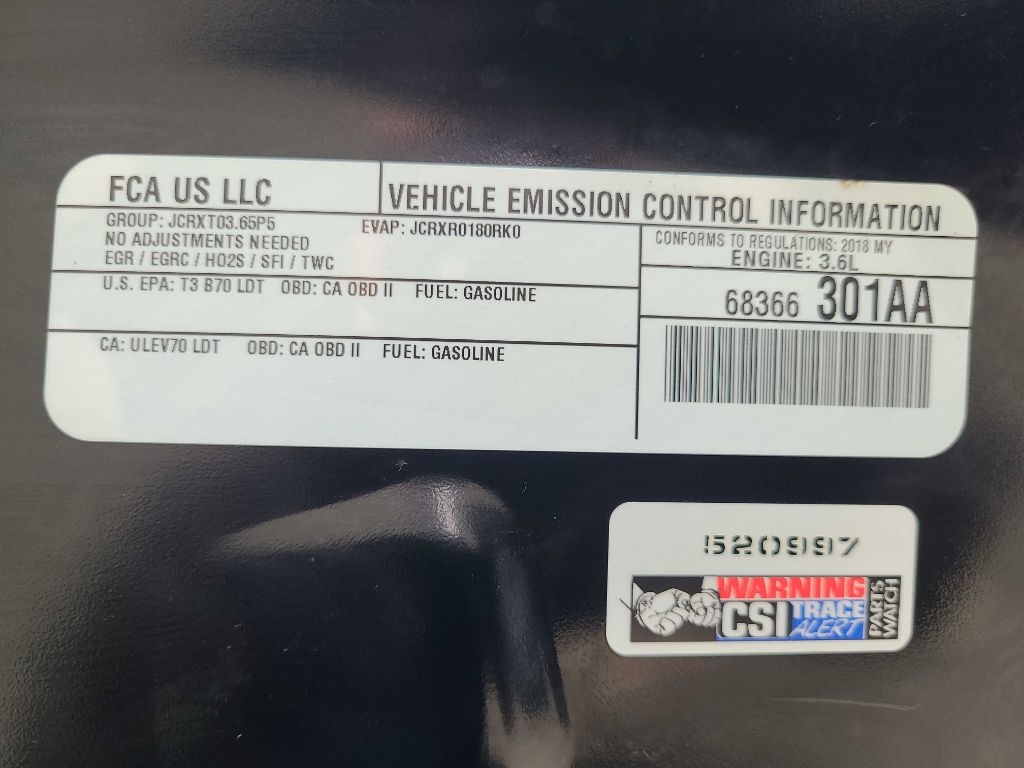 FCA US LLC
VEHICLE EMISSION CONTROL INFORMATION
GROUP: JCRXT03.65P5 EVAP: JCRXR0180RK0
NO ADJUSTMENTS NEEDED
EGR / EGRC / HO2S / SFI / TWC
CONFORMS TO REGULATIONS: 2018 MY
ENGINE: 3.6L
U.S. EPA: T3 B70 LDT OBD: CA OBD II FUEL: GASOLINE
68366 301AA
CA: ULEV70 LDT OBD: CA OBD II FUEL: GASOLINE
520997
WARNING
CSI TRACE
ALERT
PARTS
WATCH